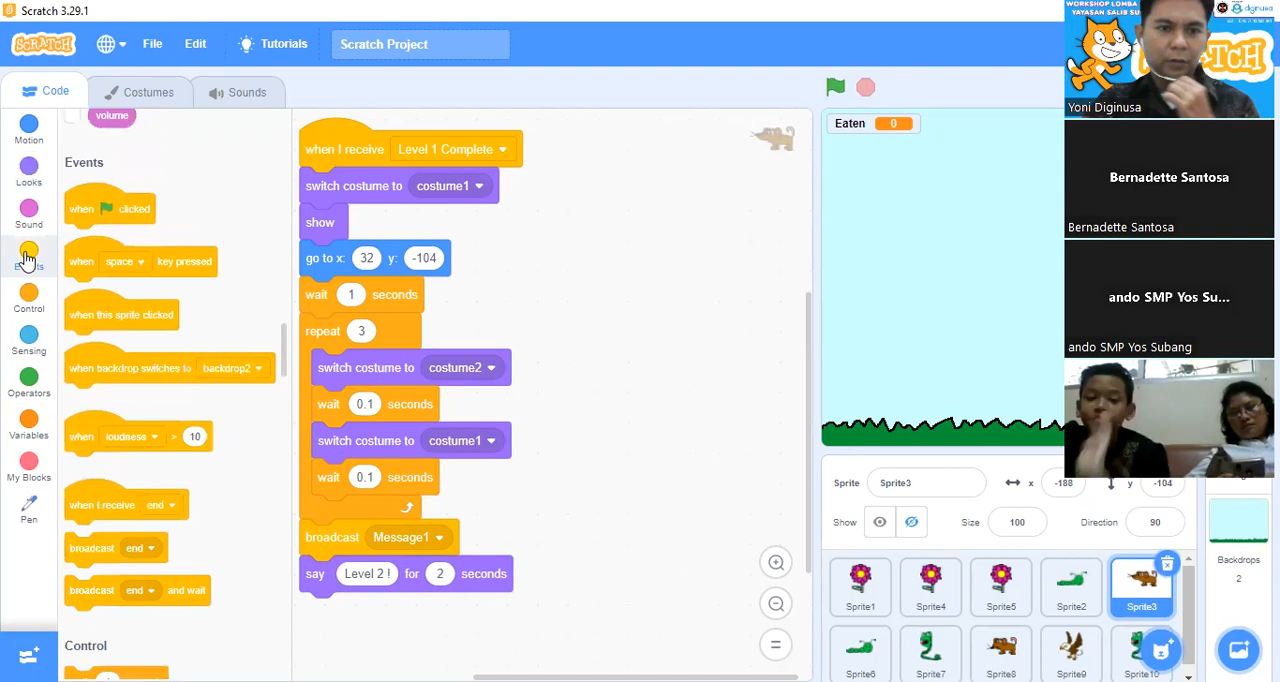 Scratch 3.29.1
SCRATCH
File
Edit
Tutorials
Scratch Project
Code
Costumes
Sounds
Motion
Looks
Sound
Control
Sensing
Operators
Variables
My Blocks
Pen
volume
Events
when clicked
when space key pressed
when this sprite clicked
when backdrop switches to backdrop2
when loudness > 10
when I receive end
broadcast end
broadcast end and wait
Control
when I receive Level 1 Complete
switch costume to costume1
show
go to x: 32 y: -104
wait 1 seconds
repeat 3
switch costume to costume2
wait 0.1 seconds
switch costume to costume1
wait 0.1 seconds
broadcast Message1
say Level 2 ! for 2 seconds
Eaten 0
Sprite Sprite3 x -188 y -104
Show Size 100 Direction 90
Sprite1
Sprite4
Sprite5
Sprite2
Sprite3
Sprite6
Sprite7
Sprite8
Sprite9
Sprite10
Backdrops
2
WORKSHOP LOMBA
YAYASAN SALIB SU
diginusa
Yoni Diginusa
Bernadette Santosa
Bernadette Santosa
ando SMP Yos Su...
ando SMP Yos Subang